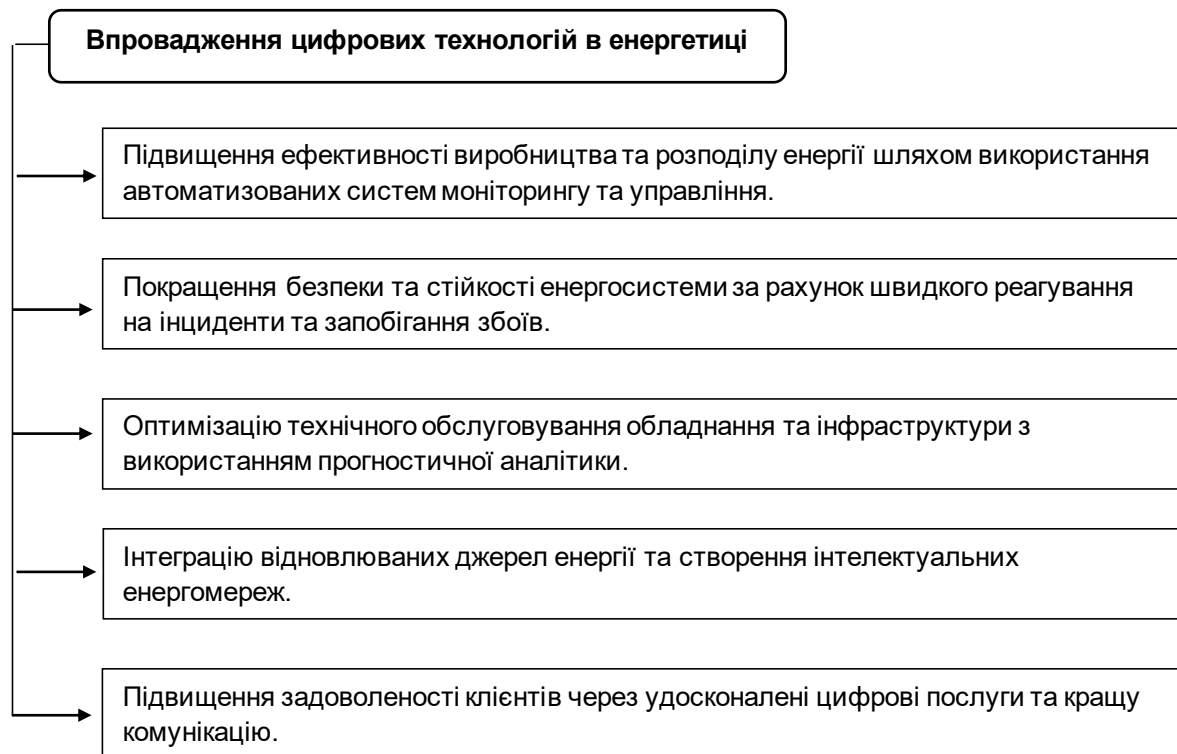 Впровадження цифрових технологій в енергетиці
Підвищення ефективності виробництва та розподілу енергії шляхом використання
автоматизованих систем моніторингу та управління.
Покращення безпеки та стійкості енергосистеми за рахунок швидкого реагування
на інциденти та запобігання збоїв.
Оптимізацію технічного обслуговування обладнання та інфраструктури з
використанням прогностичної аналітики.
Інтеграцію відновлюваних джерел енергії та створення інтелектуальних
енергомереж.
Підвищення задоволеності клієнтів через удосконалені цифрові послуги та кращу
комунікацію.